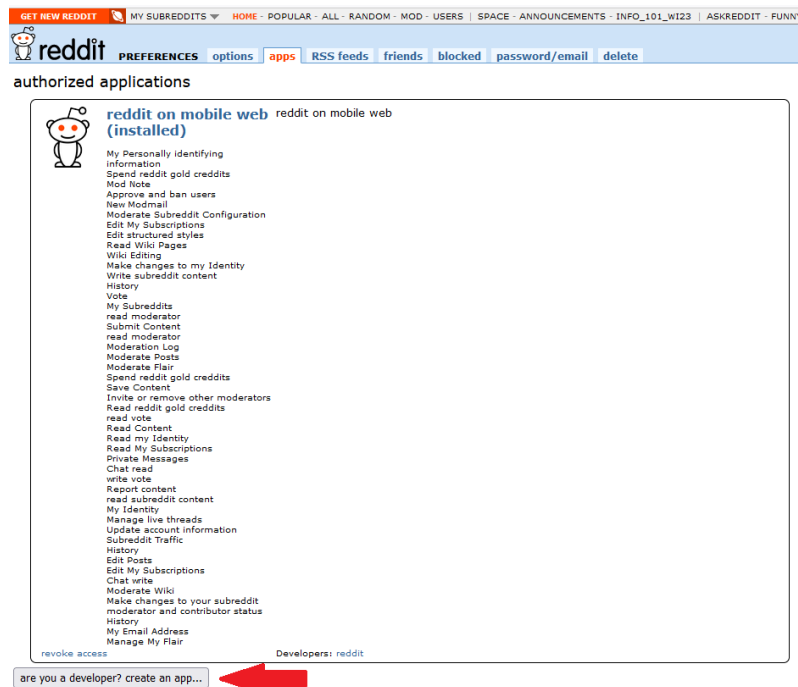 GET NEW REDDIT MY SUBREDDITS HOME - POPULAR - ALL - RANDOM - MOD - USERS | SPACE - ANNOUNCEMENTS - INFO_101_WI23 | ASKREDDIT - FUNNY
reddit PREFERENCES options apps RSS feeds friends blocked password/email delete
authorized applications
reddit on mobile web reddit on mobile web
(installed)
My Personally identifying
information
Spend reddit gold creddits
Mod Note
Approve and ban users
New Modmail
Moderate Subreddit Configuration
Edit My Subscriptions
Edit structured styles
Read Wiki Pages
Wiki Editing
Make changes to my Identity
Write subreddit content
History
Vote
My Subreddits
read moderator
Submit Content
read moderator
Moderation Log
Moderate Posts
Moderate Flair
Spend reddit gold creddits
Save Content
Invite or remove other moderators
Read reddit gold creddits
read vote
Read Content
Read my Identity
Read My Subscriptions
Private Messages
Chat read
write vote
Report content
read subreddit content
My Identity
Manage live threads
Update account information
Subreddit Traffic
History
Edit Posts
Edit My Subscriptions
Chat write
Moderate Wiki
Make changes to your subreddit
moderator and contributor status
History
My Email Address
Manage My Flair
revoke access Developers: reddit
are you a developer? create an app...